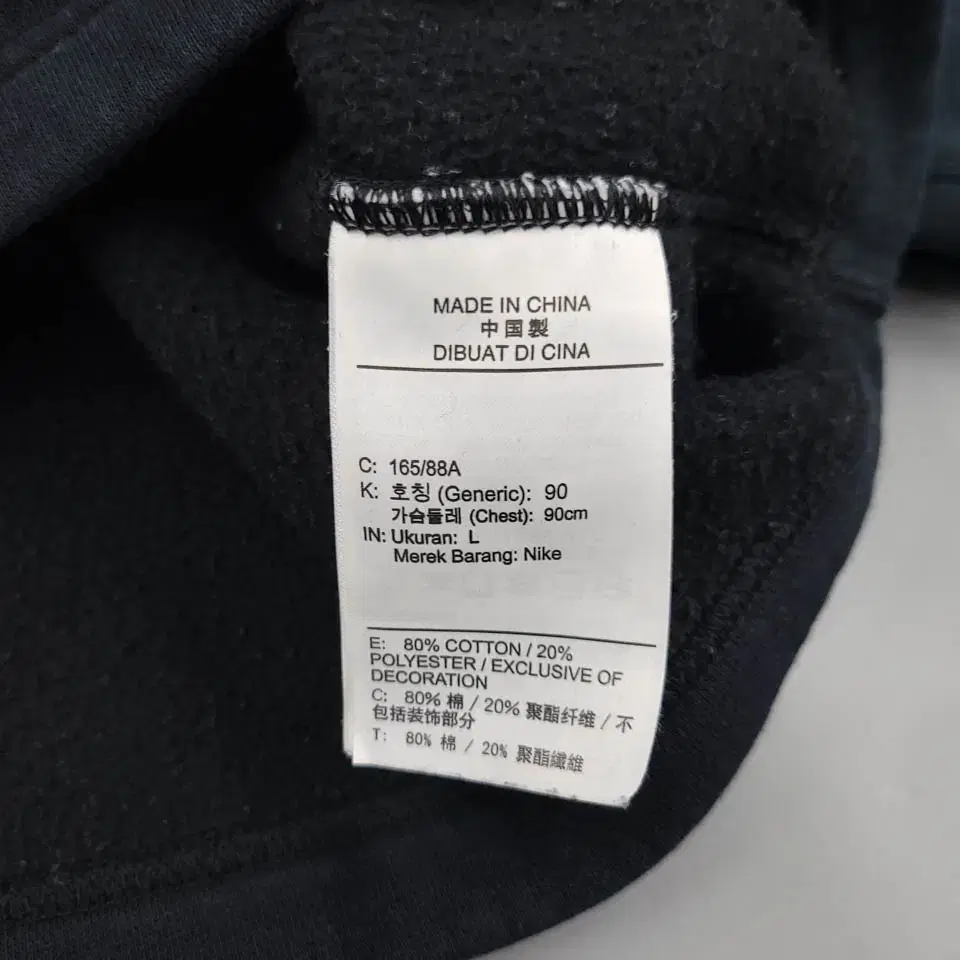 MADE IN CHINA
中国製
DIBUAT DI CINA
C: 165/88A
K: 호칭 (Generic): 90
가슴둘레 (Chest): 90cm
IN: Ukuran: L
Merek Barang: Nike
E: 80% COTTON / 20%
POLYESTER / EXCLUSIVE OF
DECORATION
C: 80% 棉 / 20% 聚酯纤维 / 不
包括装饰部分
T: 80% 棉 / 20% 聚酯纖維